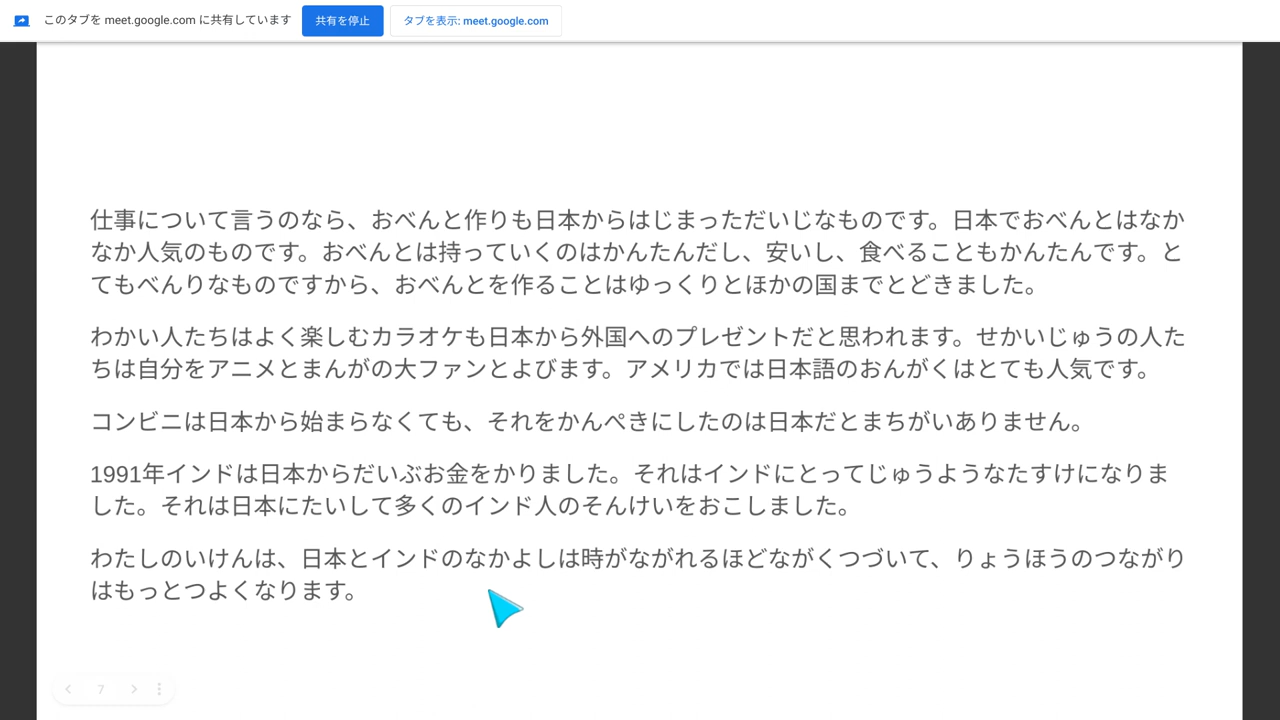 このタブを meet.google.com に共有しています
共有を停止
タブを表示: meet.google.com
仕事について言うのなら、おべんと作りも日本からはじまっただいじなものです。日本でおべんとはなか
なか人気のものです。おべんとは持っていくのはかんたんだし、安いし、食べることもかんたんです。と
てもべんりなものですから、おべんとを作ることはゆっくりとほかの国までとどきました。
わかい人たちはよく楽しむカラオケも日本から外国へのプレゼントだと思われます。せかいじゅうの人た
ちは自分をアニメとまんがの大ファンとよびます。アメリカでは日本語のおんがくはとても人気です。
コンビニは日本から始まらなくても、それをかんぺきにしたのは日本だとまちがいありません。
1991年インドは日本からだいぶお金をかりました。それはインドにとってじゅうようなたすけになりま
した。それは日本にたいして多くのインド人のそんけいをおこしました。
わたしのいけんは、日本とインドのなかよしは時がながれるほどながくつづいて、りょうほうのつながり
はもっとつよくなります。
7